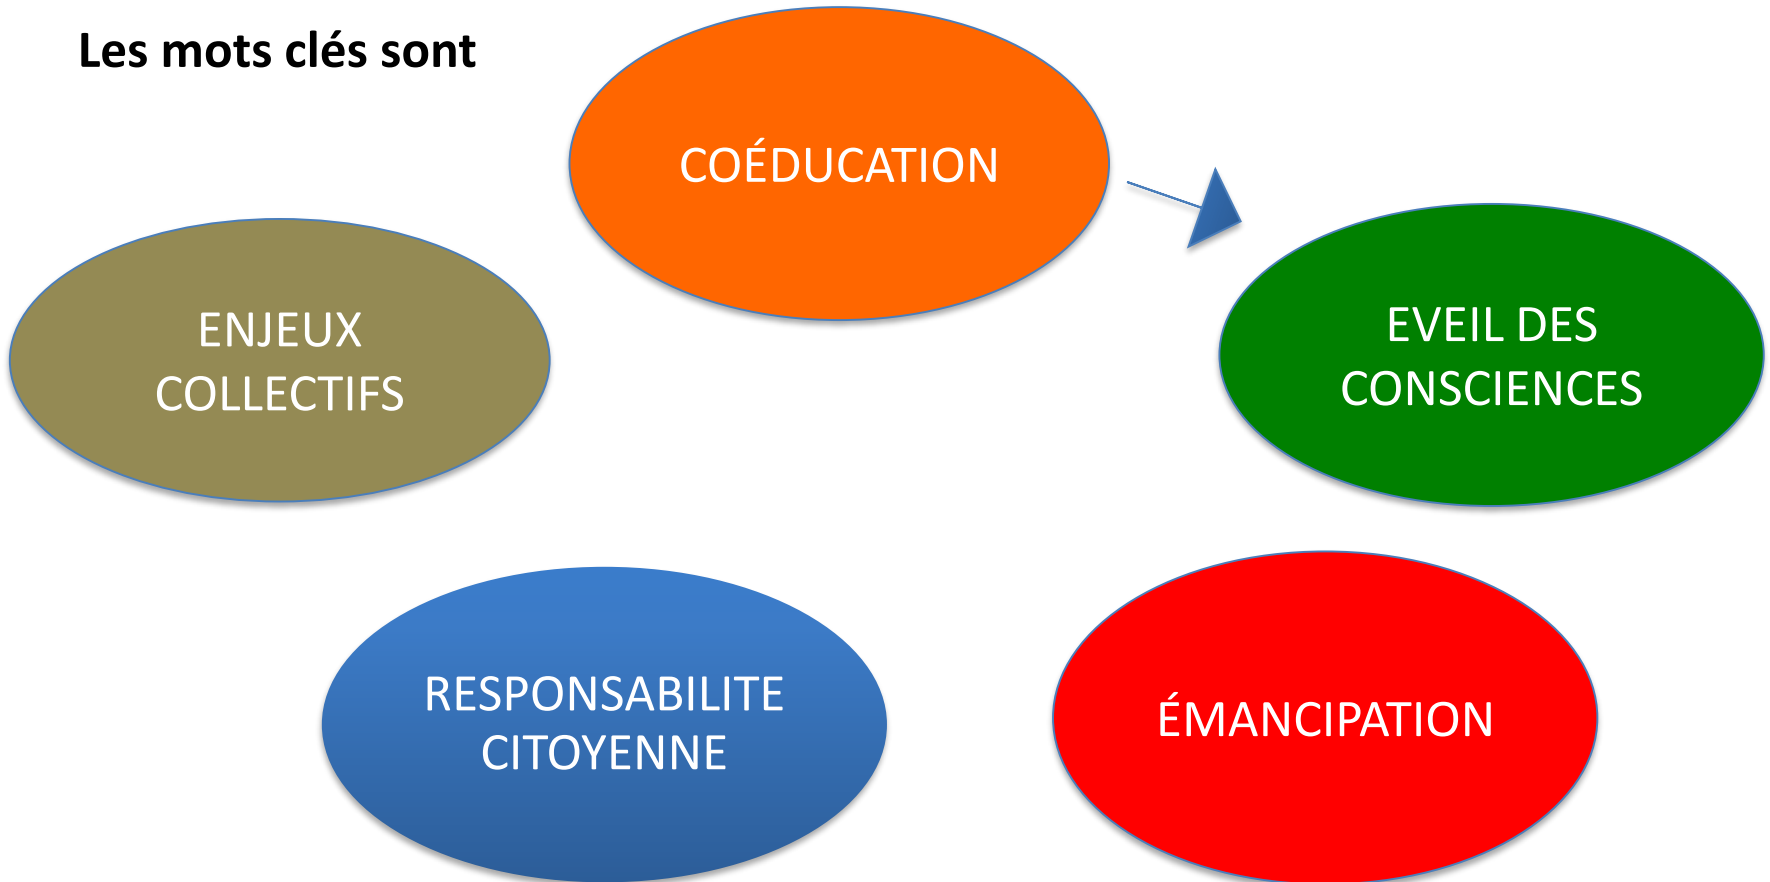 Les mots clés sont
COÉDUCATION
EVEIL DES
CONSCIENCES
ÉMANCIPATION
RESPONSABILITE
CITOYENNE
ENJEUX
COLLECTIFS